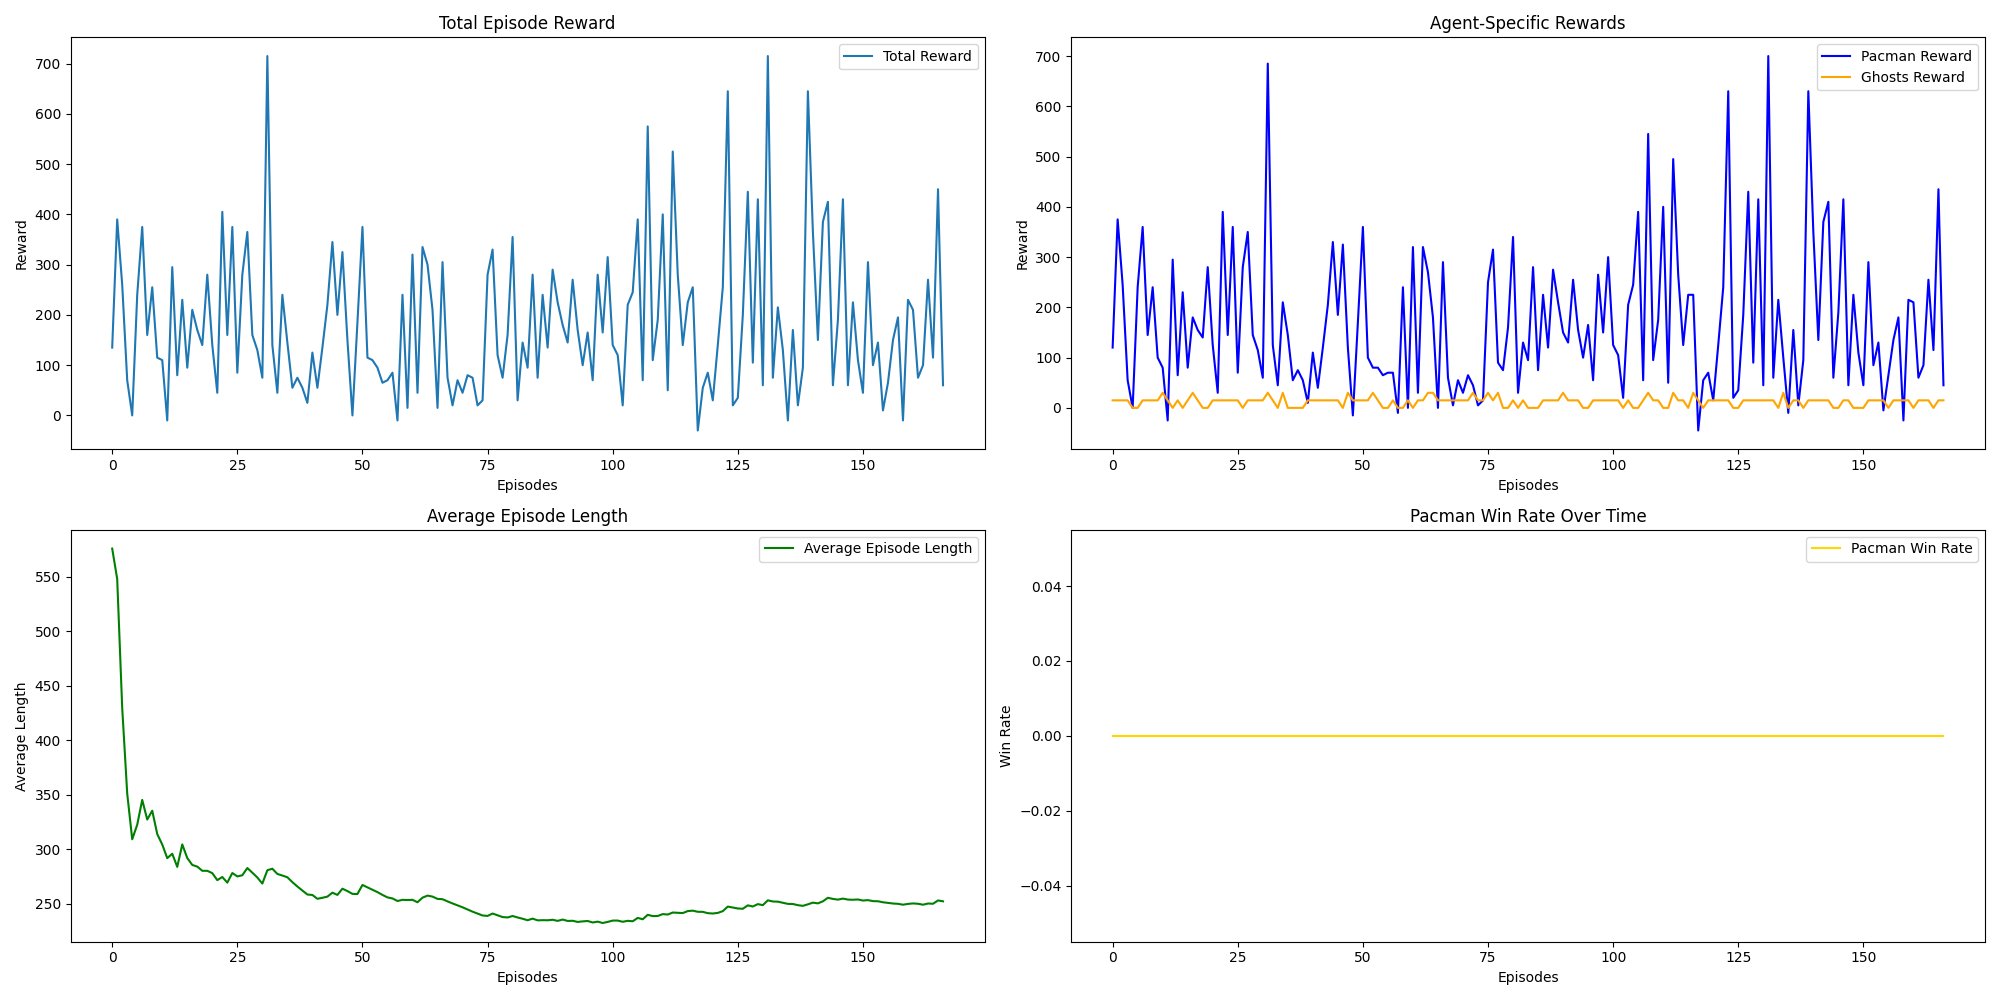 Total Episode Reward
Total Reward
Reward
700
600
500
400
300
200
100
0
0 25 50 75 100 125 150
Episodes
Agent-Specific Rewards
Pacman Reward
Ghosts Reward
Reward
700
600
500
400
300
200
100
0
0 25 50 75 100 125 150
Episodes
Average Episode Length
Average Episode Length
Average Length
550
500
450
400
350
300
250
0 25 50 75 100 125 150
Episodes
Pacman Win Rate Over Time
Pacman Win Rate
Win Rate
0.04
0.02
0.00
−0.02
−0.04
0 25 50 75 100 125 150
Episodes